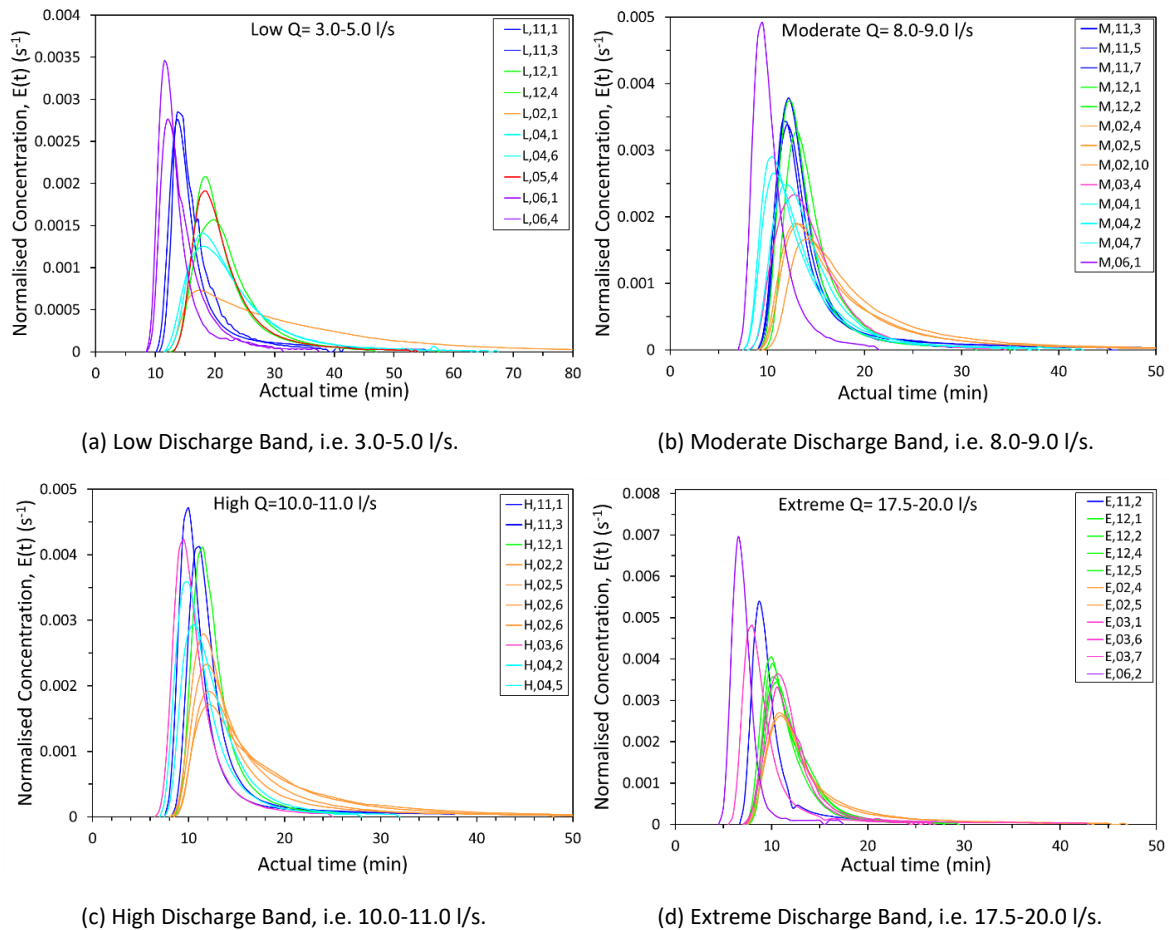 Low Q= 3.0-5.0 l/s
Normalised Concentration, E(t) (s⁻¹)
0.004
0.0035
0.003
0.0025
0.002
0.0015
0.001
0.0005
0
0 10 20 30 40 50 60 70 80
Actual time (min)
L,11,1
L,11,3
L,12,1
L,12,4
L,02,1
L,04,1
L,04,6
L,05,4
L,06,1
L,06,4
(a) Low Discharge Band, i.e. 3.0-5.0 l/s.
Moderate Q= 8.0-9.0 l/s
Normalised Concentration, E(t) (s⁻¹)
0.005
0.004
0.003
0.002
0.001
0
0 10 20 30 40 50
Actual time (min)
M,11,3
M,11,5
M,11,7
M,12,1
M,12,2
M,02,4
M,02,5
M,02,10
M,03,4
M,04,1
M,04,2
M,04,7
M,06,1
(b) Moderate Discharge Band, i.e. 8.0-9.0 l/s.
High Q=10.0-11.0 l/s
Normalised Concentration, E(t) (s⁻¹)
0.005
0.004
0.003
0.002
0.001
0
0 10 20 30 40 50
Actual time (min)
H,11,1
H,11,3
H,12,1
H,02,2
H,02,5
H,02,6
H,02,6
H,03,6
H,04,2
H,04,5
(c) High Discharge Band, i.e. 10.0-11.0 l/s.
Extreme Q= 17.5-20.0 l/s
Normalised Concentration, E(t) (s⁻¹)
0.008
0.007
0.006
0.005
0.004
0.003
0.002
0.001
0
0 10 20 30 40 50
Actual time (min)
E,11,2
E,12,1
E,12,2
E,12,4
E,12,5
E,02,4
E,02,5
E,03,1
E,03,6
E,03,7
E,06,2
(d) Extreme Discharge Band, i.e. 17.5-20.0 l/s.